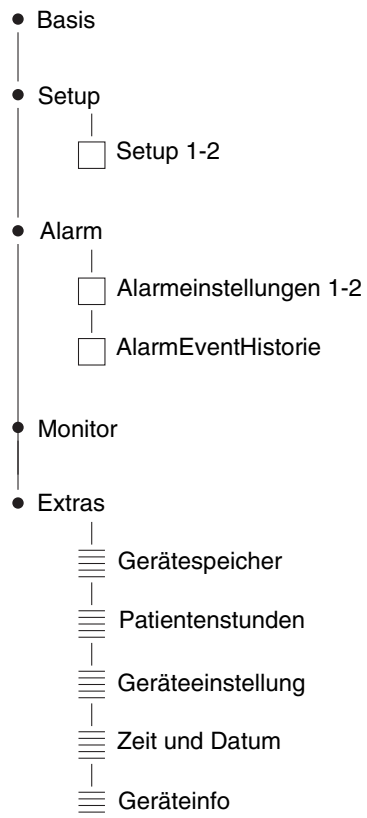 Basis
Setup
Setup 1-2
Alarm
Alarmeinstellungen 1-2
AlarmEventHistorie
Monitor
Extras
Gerätespeicher
Patientenstunden
Geräteeinstellung
Zeit und Datum
Geräteinfo